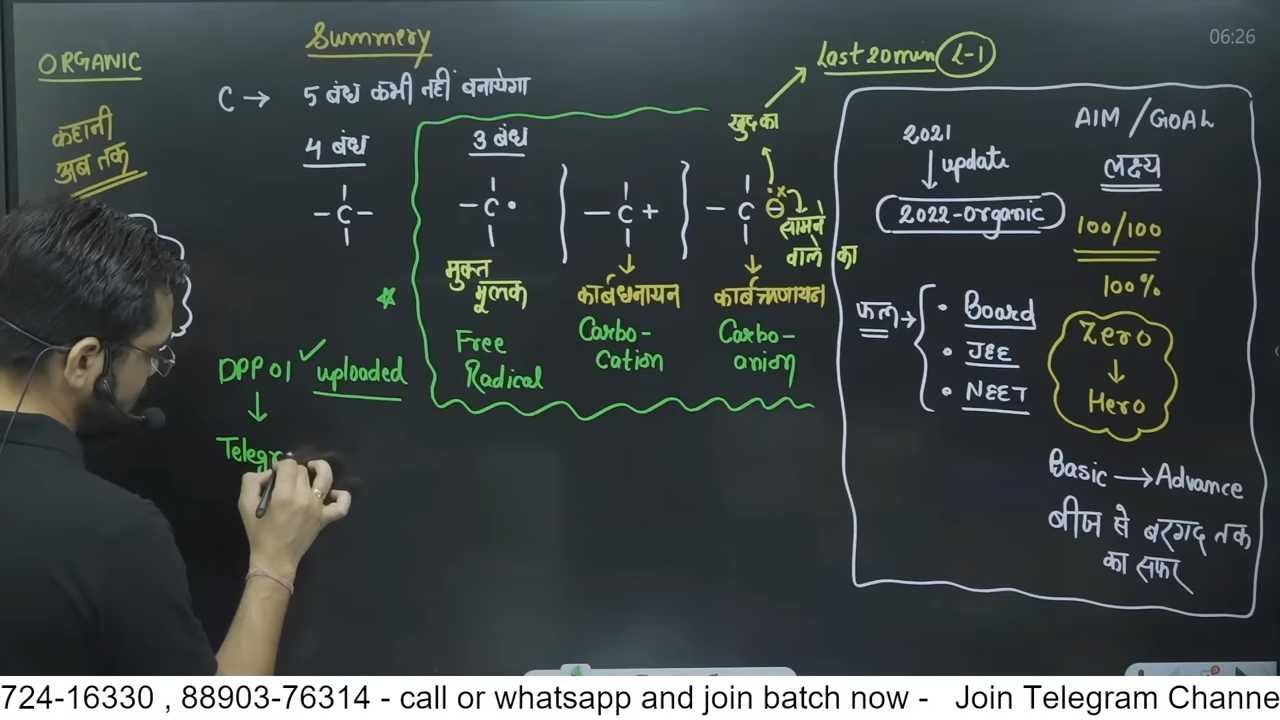 06:26
ORGANIC
Summery
Last 20 min L-1
कहानी
अब तक
C → 5 बंध कभी नहीं बनायेगा
4 बंध
- C -
3 बंध
- C •
- C +
खुद का
- C ⊖
सामने
वाले का
मुक्त
मूलक
कार्बधनायन
कार्बऋणायन
Free
Radical
Carbo-
Cation
Carbo-
anion
DPP 01 ✓ uploaded
↓
Telegr
2021
↓ update
2022-organic
AIM / GOAL
लक्ष्य
100/100
100%
फल → • Board
• JEE
• NEET
Zero
↓
Hero
Basic → Advance
बीज से बरगद तक
का सफर
724-16330 , 88903-76314 - call or whatsapp and join batch now - Join Telegram Channe